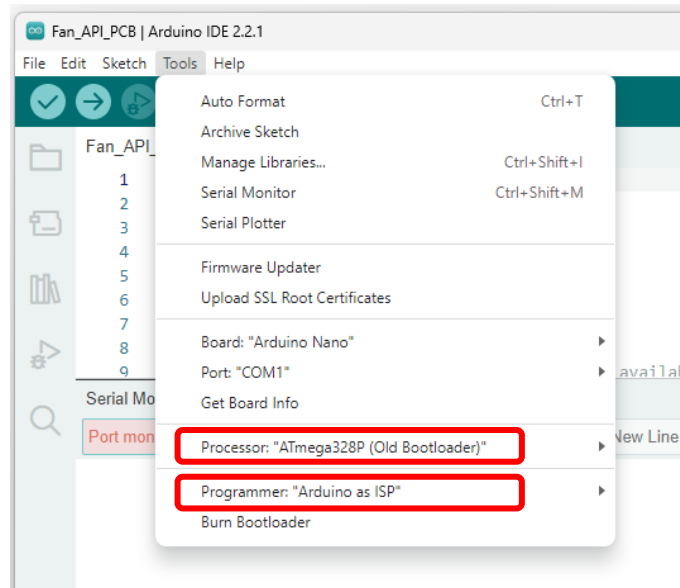 Fan_API_PCB | Arduino IDE 2.2.1
File Edit Sketch Tools Help
Fan_API_
Auto Format Ctrl+T
Archive Sketch
Manage Libraries... Ctrl+Shift+I
Serial Monitor Ctrl+Shift+M
Serial Plotter
Firmware Updater
Upload SSL Root Certificates
Board: "Arduino Nano"
Port: "COM1"
Get Board Info
Processor: "ATmega328P (Old Bootloader)"
Programmer: "Arduino as ISP"
Burn Bootloader
1
2
3
4
5
6
7
8
9
availal
Serial Mo
Port mon
New Line